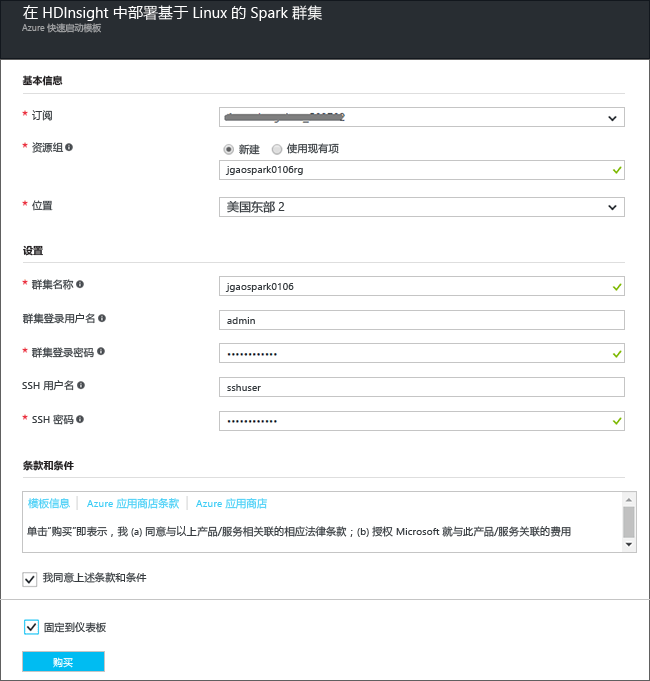 在 HDInsight 中部署基于 Linux 的 Spark 群集
Azure 快速启动模板
基本信息
* 订阅
* 资源组
新建
使用现有项
jgaospark0106rg
* 位置
美国东部 2
设置
* 群集名称
jgaospark0106
群集登录用户名
admin
* 群集登录密码
••••••••••••
SSH 用户名
sshuser
* SSH 密码
••••••••••••
条款和条件
模板信息 | Azure 应用商店条款 | Azure 应用商店
单击“购买”即表示，我 (a) 同意与以上产品/服务相关联的相应法律条款；(b) 授权 Microsoft 就与此产品/服务关联的费用
我同意上述条款和条件
固定到仪表板
购买